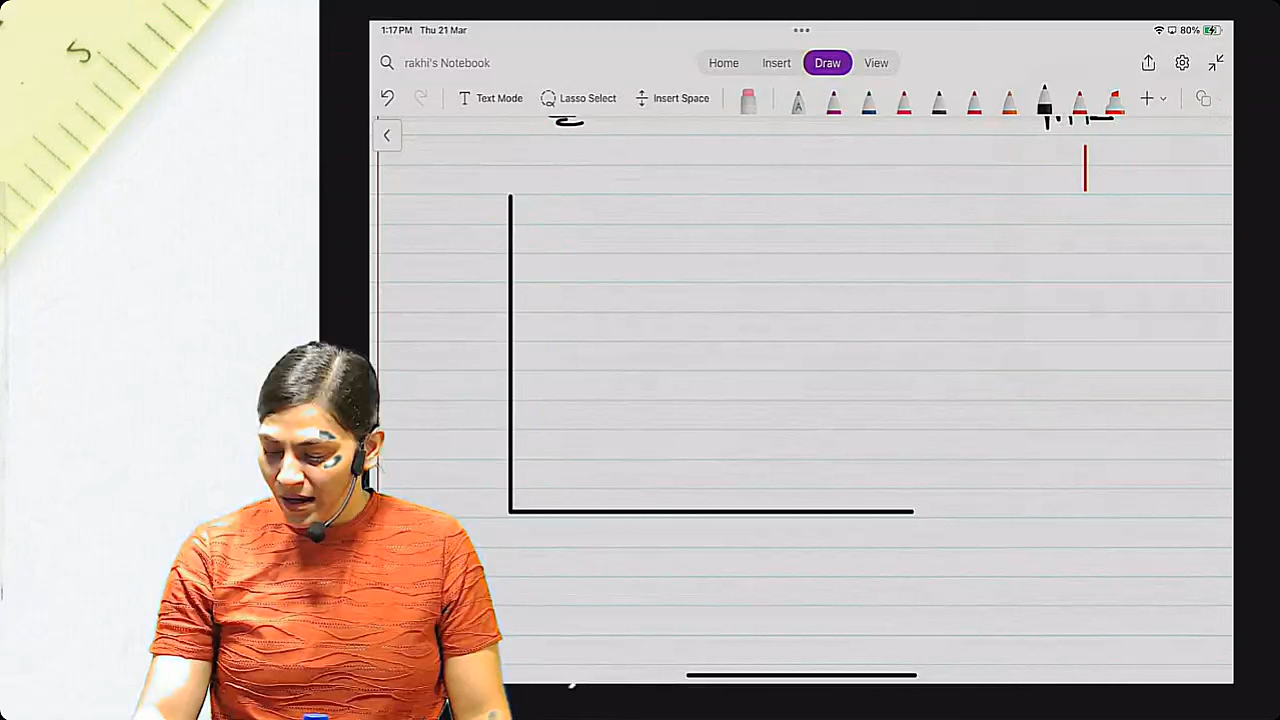 5
1:17 PM Thu 21 Mar
80%
rakhi's Notebook
Home Insert Draw View
Text Mode Lasso Select Insert Space
A